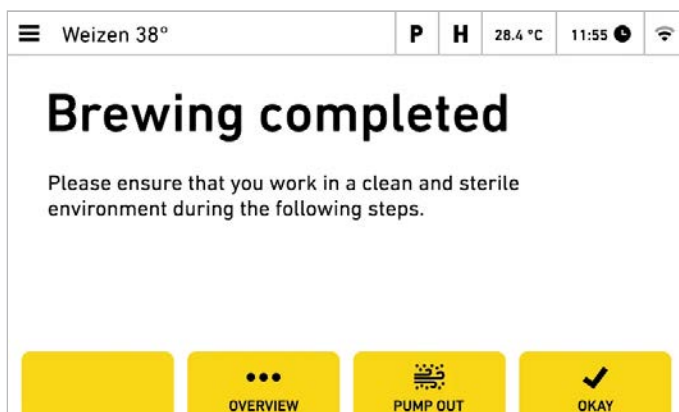 Weizen 38° P H 28.4 °C 11:55
Brewing completed
Please ensure that you work in a clean and sterile
environment during the following steps.
OVERVIEW PUMP OUT OKAY